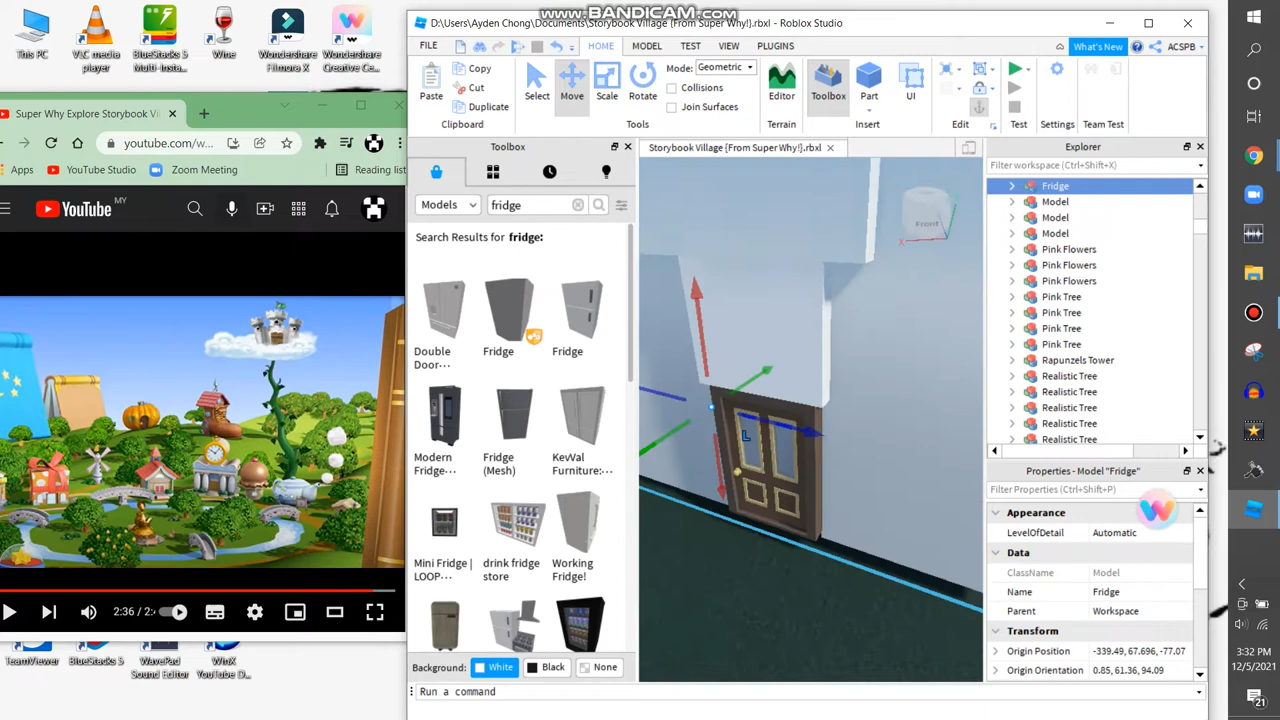 www.BANDICAM.com
This PC
VLC media
player
BlueStacks 5
Multi-Insta...
Wine
Wondershare
Filmora X
Wondershare
Creative Ce...
D:\Users\Ayden Chong\Documents\Storybook Village {From Super Why!}.rbxl - Roblox Studio
FILE
HOME
MODEL
TEST
VIEW
PLUGINS
What's New
ACSPB
Paste
Copy
Cut
Duplicate
Clipboard
Select
Move
Scale
Rotate
Mode:
Geometric
Collisions
Join Surfaces
Tools
Editor
Terrain
Toolbox
Part
UI
Insert
Edit
Test
Settings
Team Test
Super Why Explore Storybook Vil
youtube.com/w...
Apps
YouTube Studio
Zoom Meeting
Reading list
YouTube
MY
2:36 / 2:
Toolbox
Models
fridge
Search Results for fridge:
Double
Door...
Fridge
Fridge
Modern
Fridge...
Fridge
(Mesh)
KevVal
Furniture:...
Mini Fridge |
LOOP...
drink fridge
store
Working
Fridge!
Background:
White
Black
None
Run a command
Storybook Village {From Super Why!}.rbxl
Front
X
L
Explorer
Filter workspace (Ctrl+Shift+X)
Fridge
Model
Model
Model
Pink Flowers
Pink Flowers
Pink Flowers
Pink Tree
Pink Tree
Pink Tree
Pink Tree
Rapunzels Tower
Realistic Tree
Realistic Tree
Realistic Tree
Realistic Tree
Realistic Tree
Properties - Model "Fridge"
Filter Properties (Ctrl+Shift+P)
Appearance
LevelOfDetail
Automatic
Data
ClassName
Model
Name
Fridge
Parent
Workspace
Transform
Origin Position
-339.49, 67.696, -77.07
Origin Orientation
0.85, 61.36, 94.09
TeamViewer
BlueStacks 5
WavePad
Sound Editor
WinX
YouTube D...
3:32 PM
12/5/2021
21